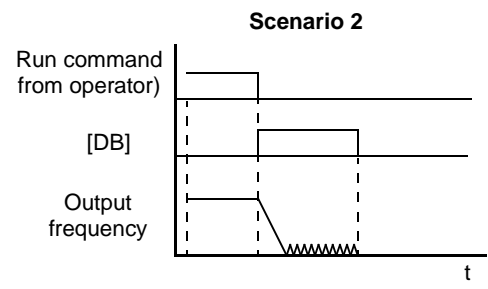 Scenario 2
Run command
from operator)
[DB]
Output
frequency
t